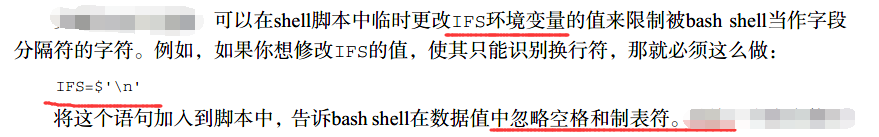 可以在shell脚本中临时更改IFS环境变量的值来限制被bash shell当作字段
分隔符的字符。例如,如果你想修改IFS的值,使其只能识别换行符,那就必须这么做:
IFS=$'\n'
将这个语句加入到脚本中,告诉bash shell在数据值中忽略空格和制表符。